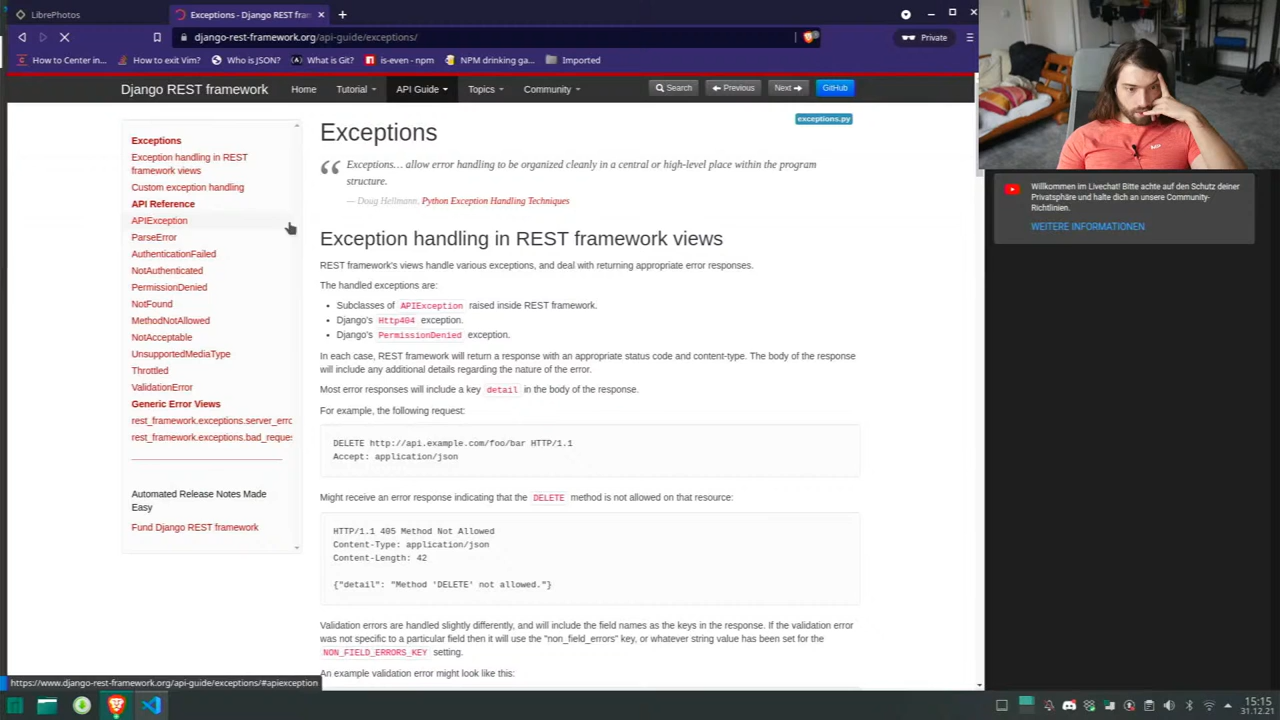 LibrePhotos
Exceptions - Django REST fram
django-rest-framework.org/api-guide/exceptions/
Private
How to Center in...
How to exit Vim?
Who is JSON?
What is Git?
is-even - npm
NPM drinking ga...
Imported
Django REST framework
Home
Tutorial
API Guide
Topics
Community
Search
Previous
Next
GitHub
Exceptions
Exception handling in REST
framework views
Custom exception handling
API Reference
APIException
ParseError
AuthenticationFailed
NotAuthenticated
PermissionDenied
NotFound
MethodNotAllowed
NotAcceptable
UnsupportedMediaType
Throttled
ValidationError
Generic Error Views
rest_framework.exceptions.server_erro
rest_framework.exceptions.bad_reques
Automated Release Notes Made
Easy
Fund Django REST framework
exceptions.py
Exceptions
Exceptions… allow error handling to be organized cleanly in a central or high-level place within the program
structure.
— Doug Hellmann, Python Exception Handling Techniques
Exception handling in REST framework views
REST framework's views handle various exceptions, and deal with returning appropriate error responses.
The handled exceptions are:
• Subclasses of APIException raised inside REST framework.
• Django's Http404 exception.
• Django's PermissionDenied exception.
In each case, REST framework will return a response with an appropriate status code and content-type. The body of the response
will include any additional details regarding the nature of the error.
Most error responses will include a key detail in the body of the response.
For example, the following request:
DELETE http://api.example.com/foo/bar HTTP/1.1
Accept: application/json
Might receive an error response indicating that the DELETE method is not allowed on that resource:
HTTP/1.1 405 Method Not Allowed
Content-Type: application/json
Content-Length: 42
{"detail": "Method 'DELETE' not allowed."}
Validation errors are handled slightly differently, and will include the field names as the keys in the response. If the validation error
was not specific to a particular field then it will use the "non_field_errors" key, or whatever string value has been set for the
NON_FIELD_ERRORS_KEY setting.
An example validation error might look like this:
https://www.django-rest-framework.org/api-guide/exceptions/#apiexception
Willkommen im Livechat! Bitte achte auf den Schutz deiner
Privatsphäre und halte dich an unsere Community-
Richtlinien.
WEITERE INFORMATIONEN
15:15
31.12.21